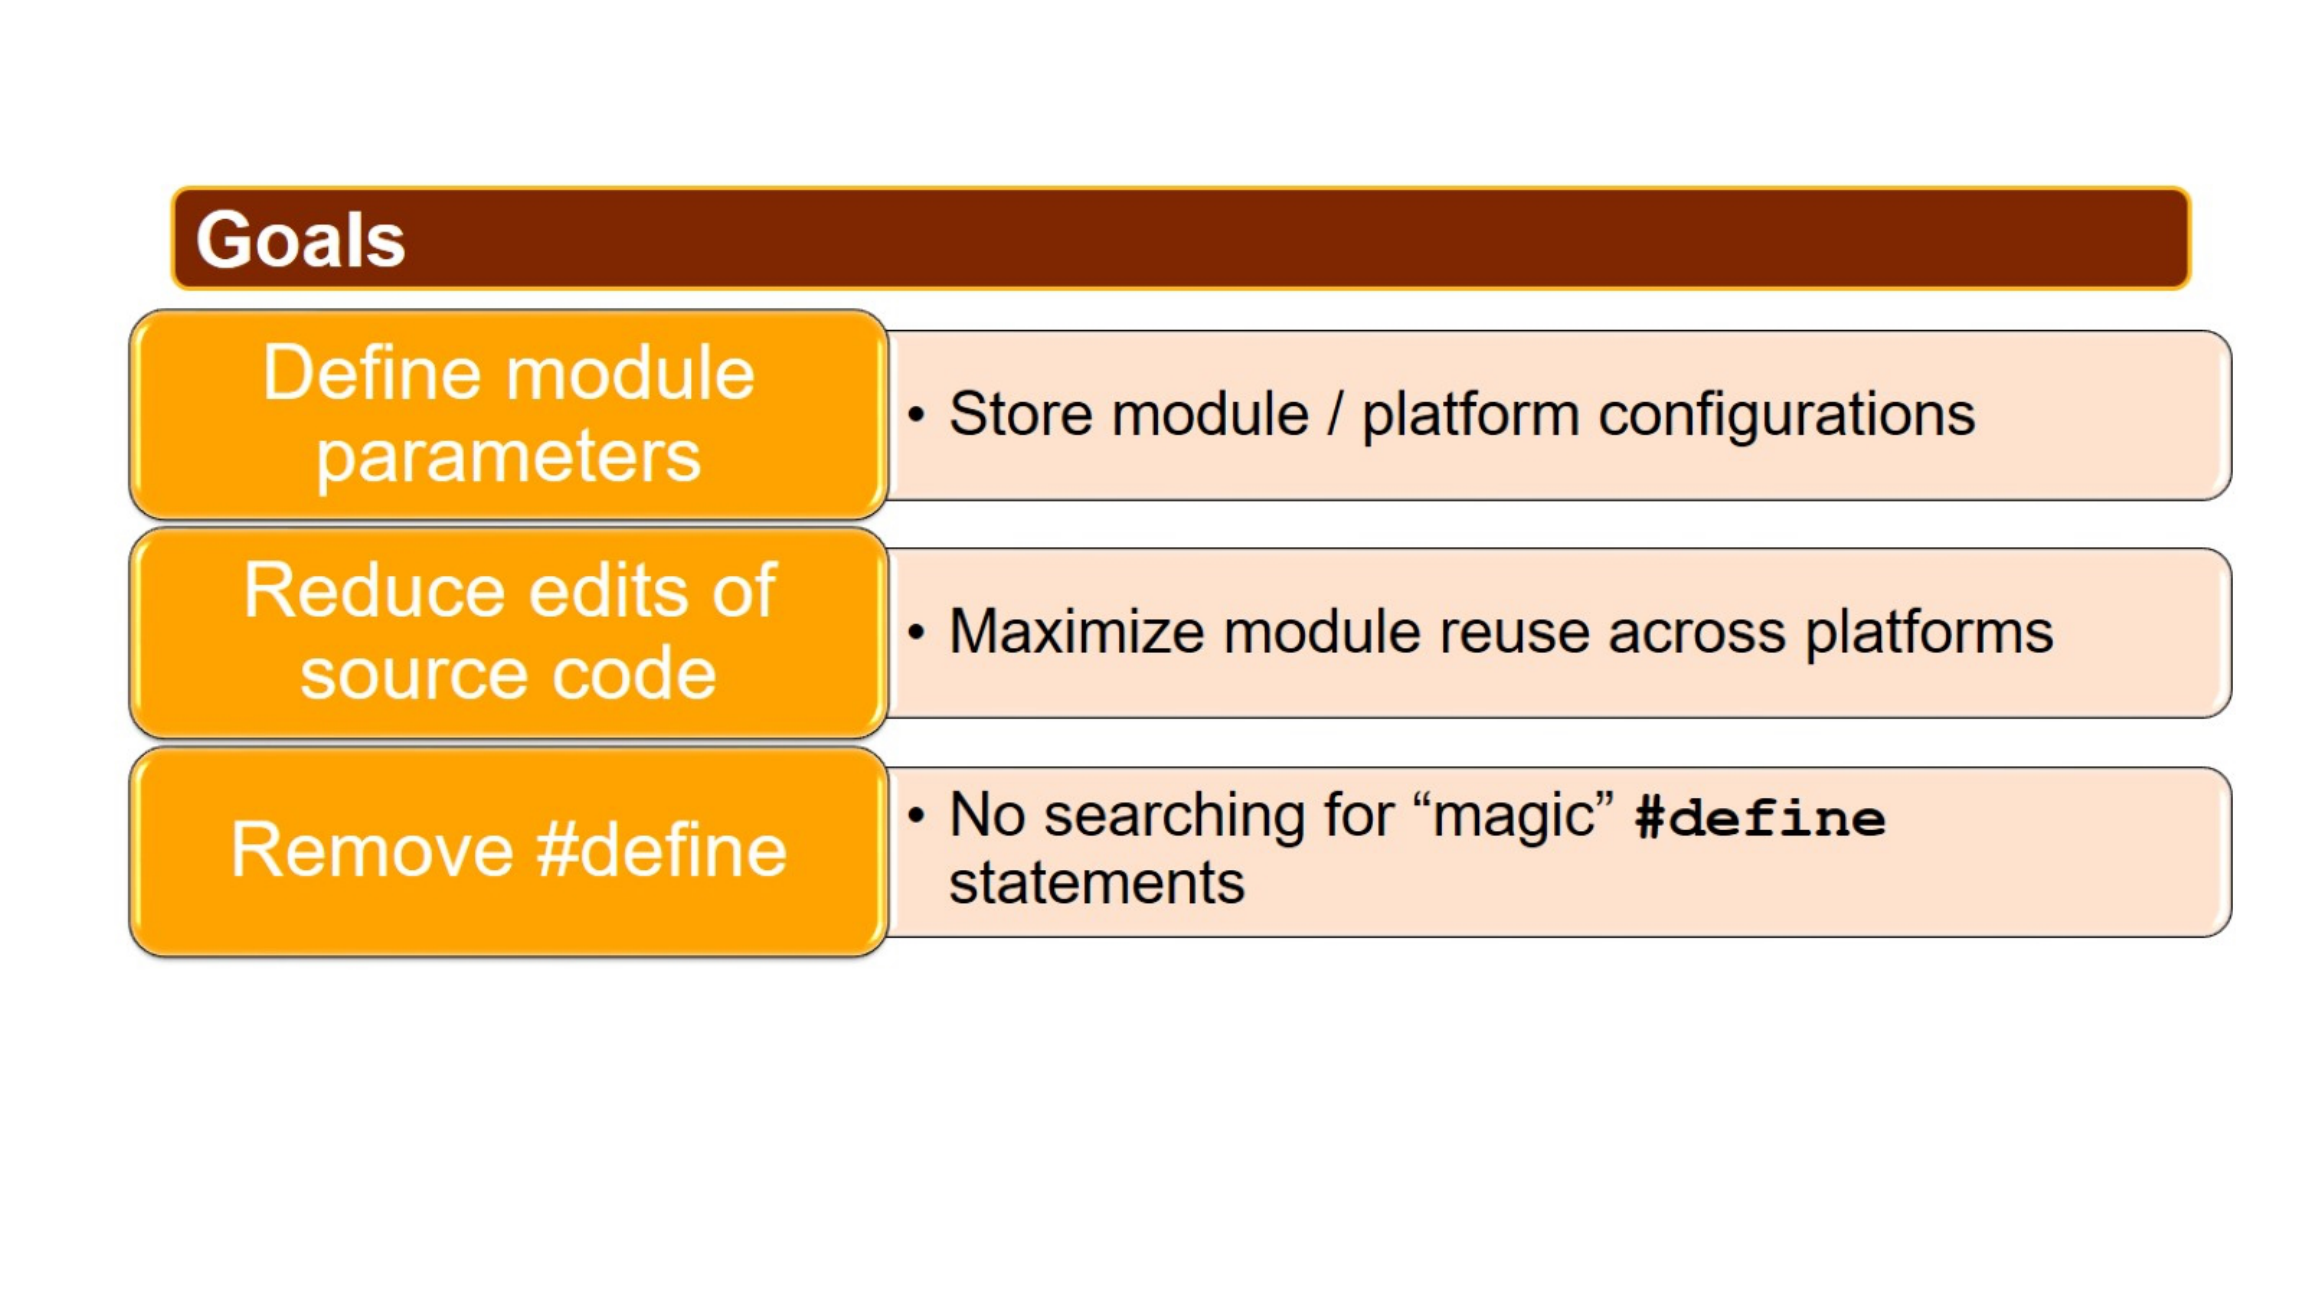 Goals
Define module
parameters
• Store module / platform configurations
Reduce edits of
source code
• Maximize module reuse across platforms
Remove #define
• No searching for “magic” #define
statements